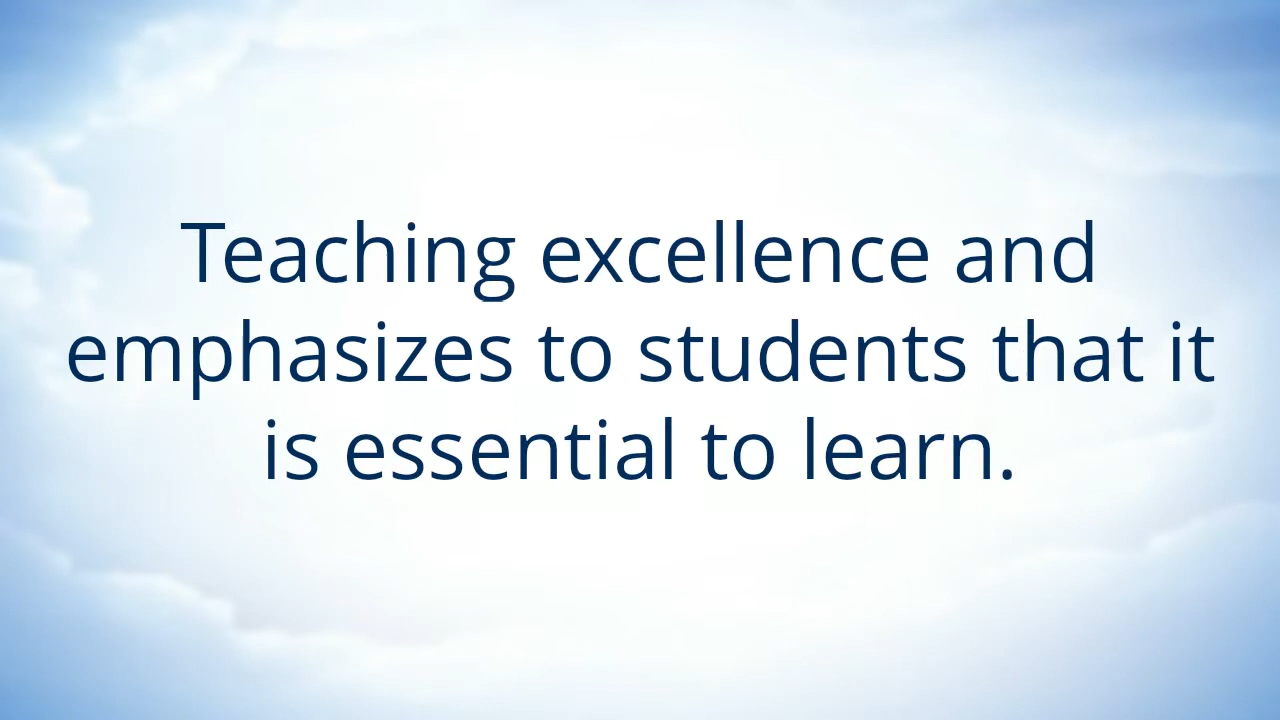 Teaching excellence and
emphasizes to students that it
is essential to learn.